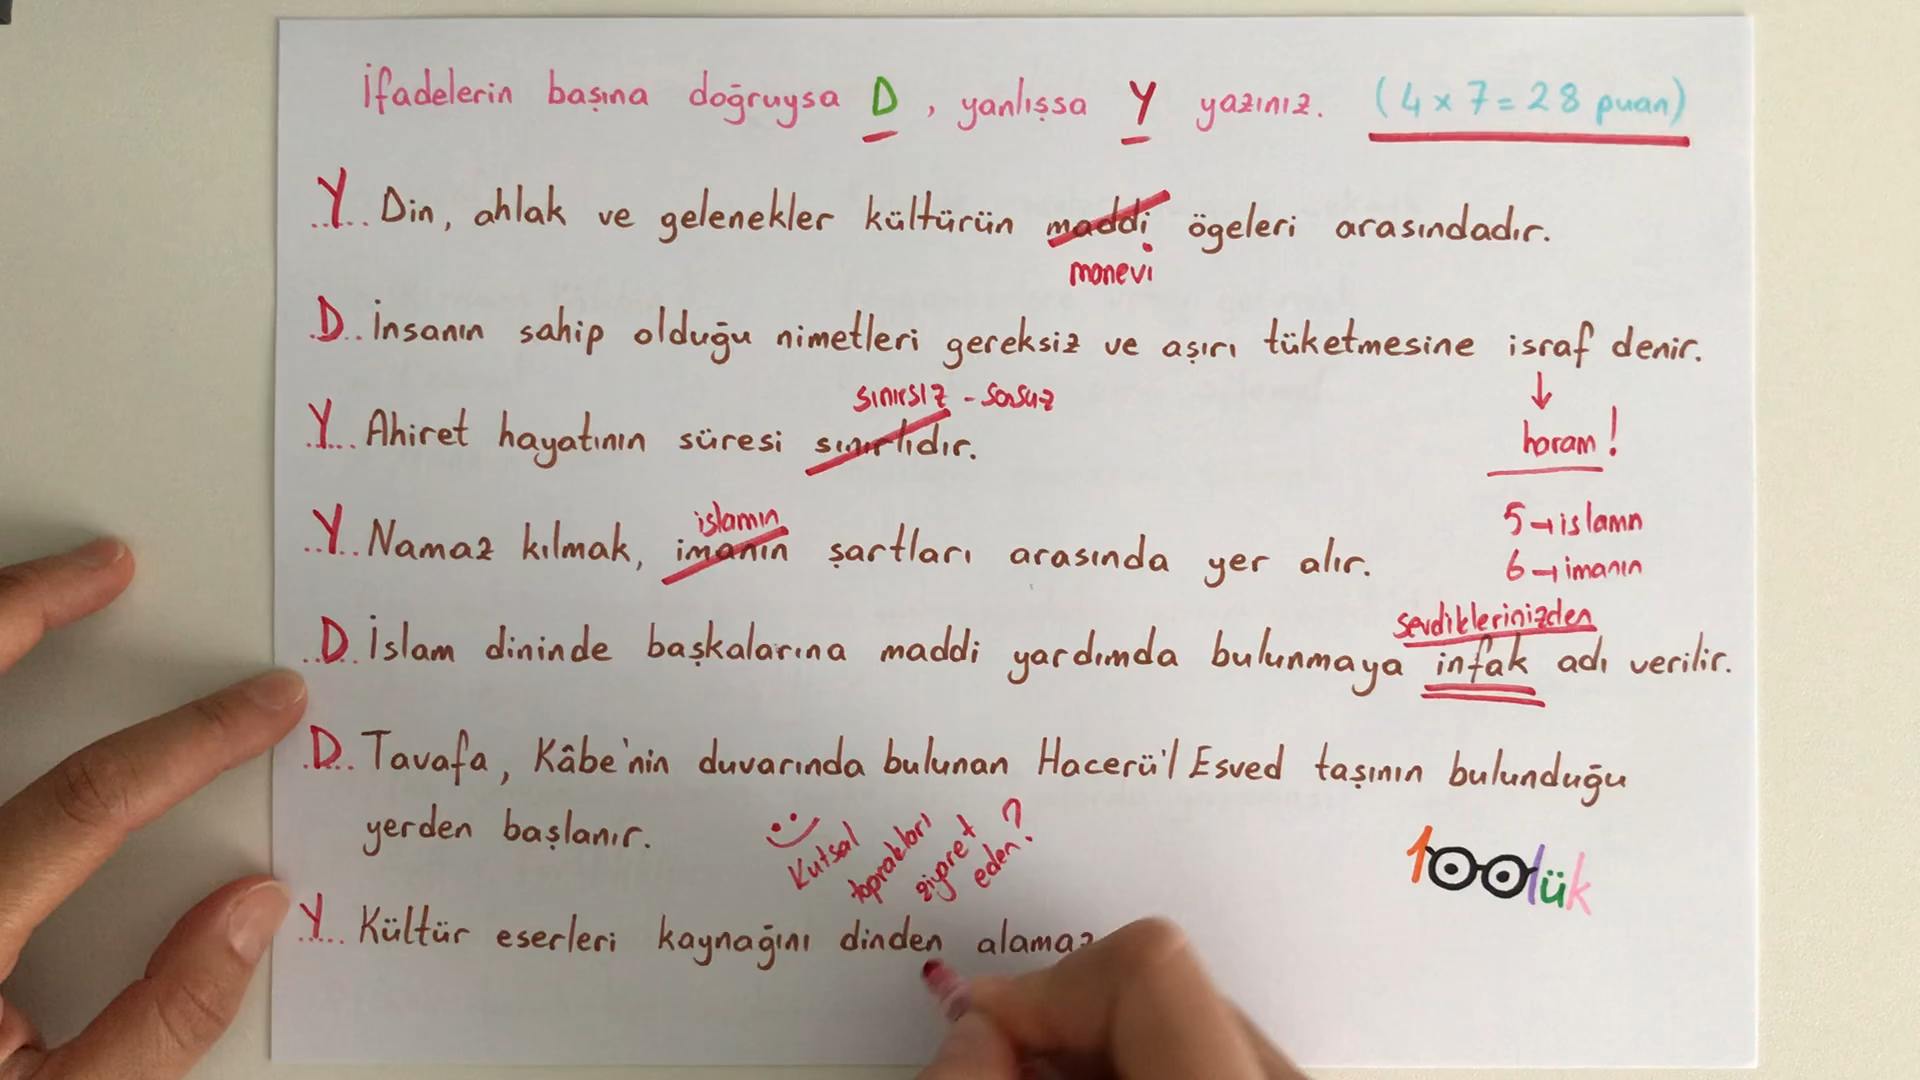 İfadelerin başına doğruysa D, yanlışsa Y yazınız. (4 x 7 = 28 puan)
Y Din, ahlak ve gelenekler kültürün maddi ögeleri arasındadır.
manevi
D İnsanın sahip olduğu nimetleri gereksiz ve aşırı tüketmesine israf denir.
↓
haram!
sınırsız - sonsuz
Y Ahiret hayatının süresi sınırlıdır.
5→islamın
6→imanın
islamın
Y Namaz kılmak, imanın şartları arasında yer alır.
sevdiklerinizden
D İslam dininde başkalarına maddi yardımda bulunmaya infak adı verilir.
D Tavafa, Kâbe'nin duvarında bulunan Hacerü'l Esved taşının bulunduğu
yerden başlanır.
Kutsal toprakları ziyaret eden?
100lük
Y Kültür eserleri kaynağını dinden alamaz